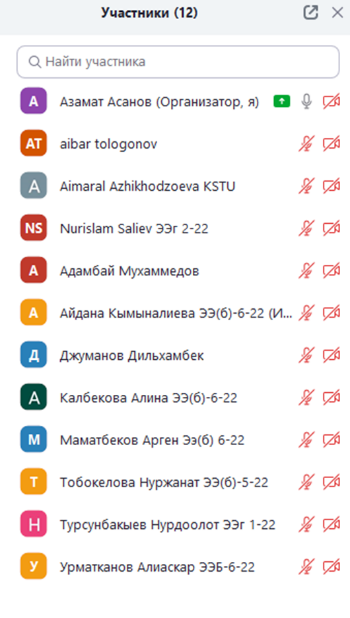 Участники (12)
Найти участника
А Азамат Асанов (Организатор, я)
AT aibar tologonov
A Aimaral Azhikhodzoeva KSTU
NS Nurislam Saliev ЭЭг 2-22
А Адамбай Мухаммедов
А Айдана Кымыналиева ЭЭ(б)-6-22 (И...
Д Джуманов Дильхамбек
А Калбекова Алина ЭЭ(б)-6-22
М Маматбеков Арген Ээ(б) 6-22
Т Тобокелова Нуржанат ЭЭ(б)-5-22
Н Турсунбакыев Нурдоолот ЭЭг 1-22
У Урматканов Алиаскар ЭЭБ-6-22